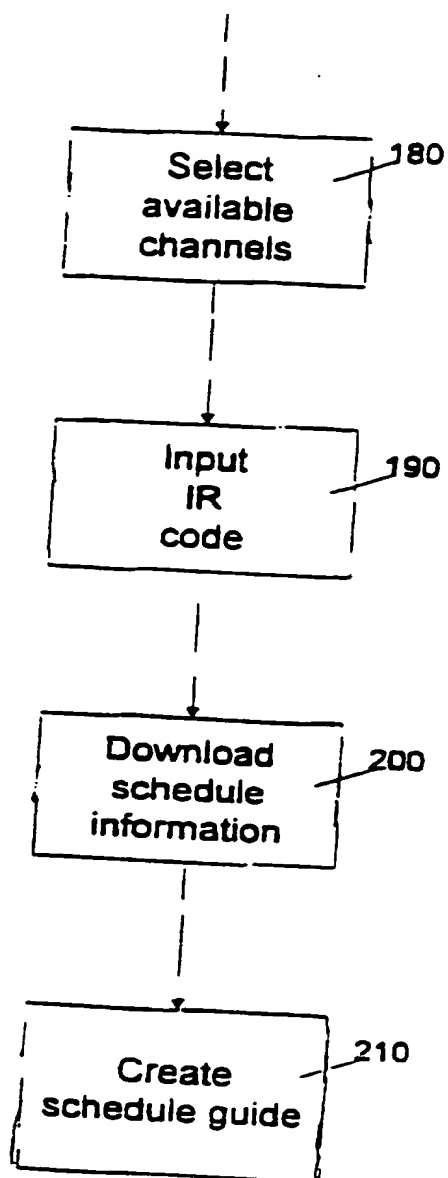 180
Select
available
channels
190
Input
IR
code
200
Download
schedule
information
210
Create
schedule guide